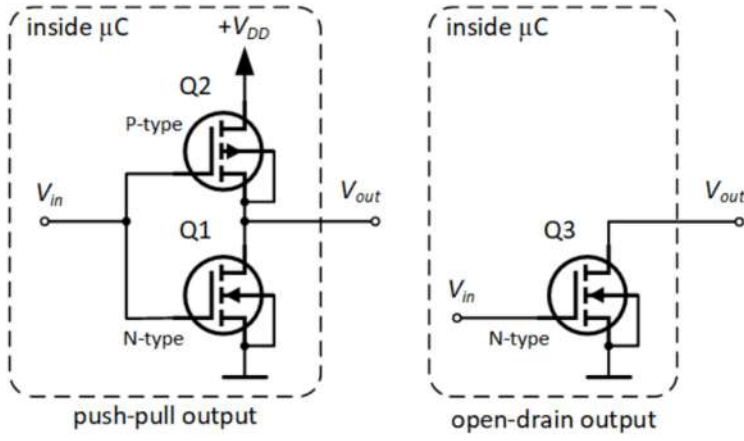 inside μC
+V_DD
Q2
P-type
V_in
V_out
Q1
N-type
push-pull output
inside μC
V_out
Q3
V_in
N-type
open-drain output